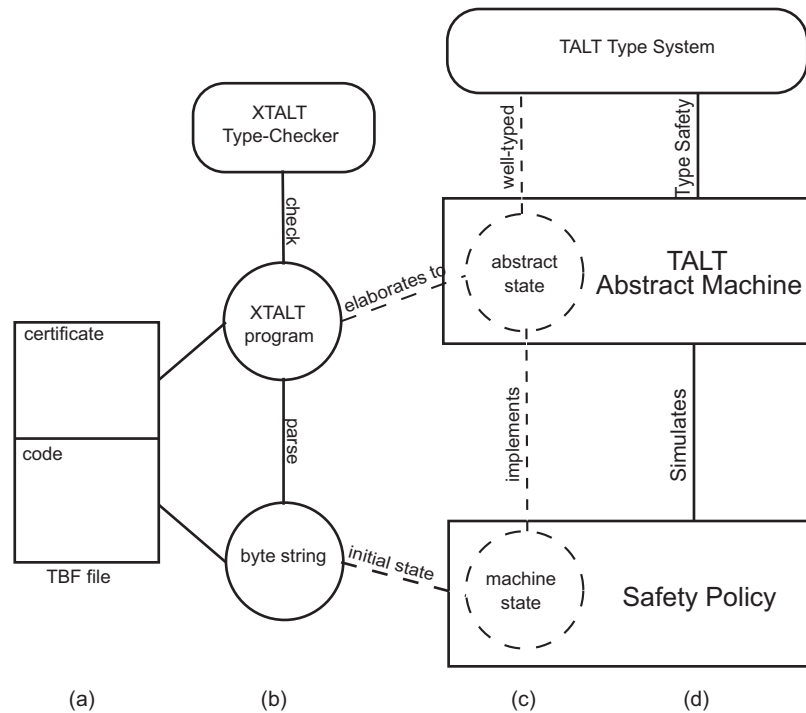 TALT Type System
XTALT
Type-Checker
well-typed
Type Safety
check
abstract
state
TALT
Abstract Machine
elaborates to
XTALT
program
certificate
parse
implements
Simulates
code
byte string
initial state
machine
state
Safety Policy
TBF file
(a)
(b)
(c)
(d)